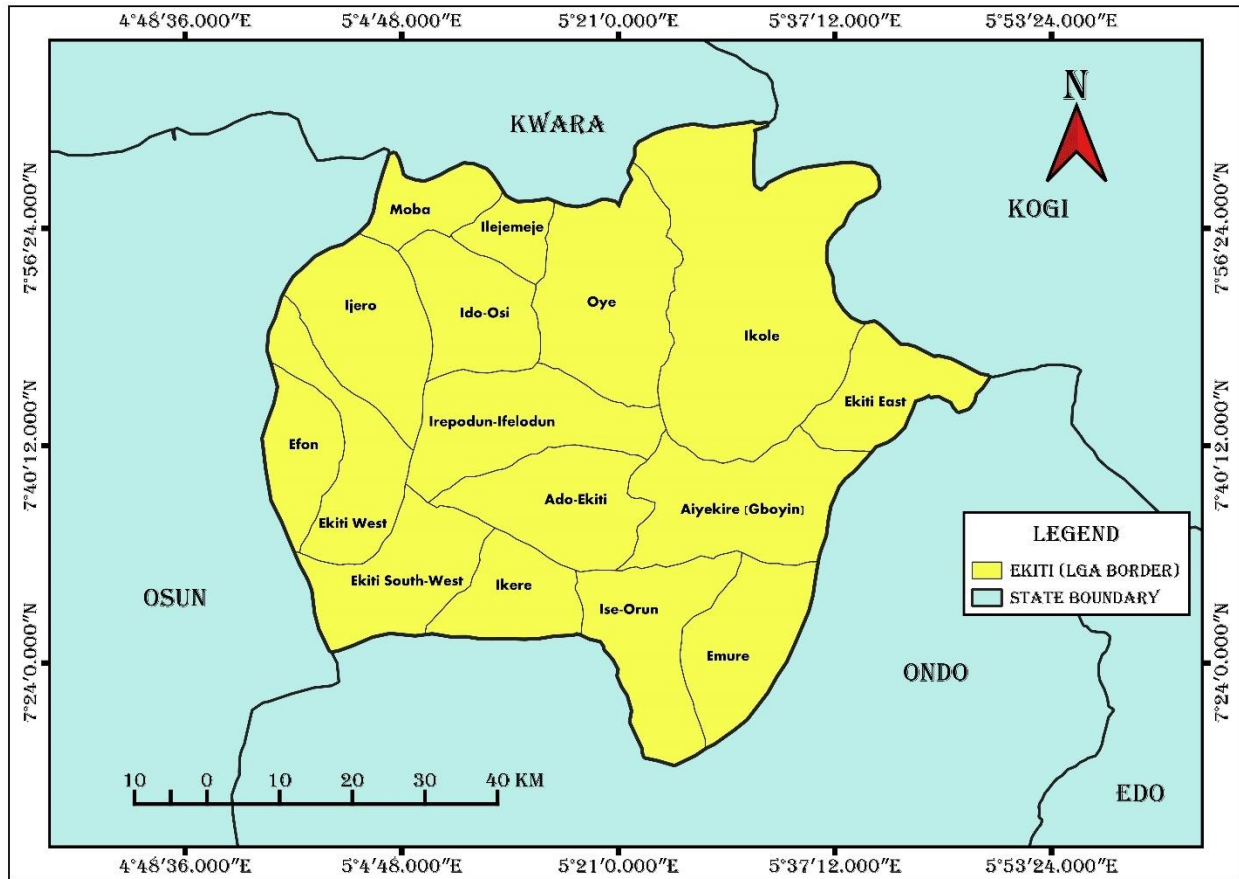 4°48'36.000"E 5°4'48.000"E 5°21'0.000"E 5°37'12.000"E 5°53'24.000"E
N
KWARA
KOGI
7°56'24.000"N
7°56'24.000"N
Moba
Ilejemeje
Ijero
Ido-Osi
Oye
Ikole
Ekiti East
Irepodun-Ifelodun
Efon
7°40'12.000"N
7°40'12.000"N
Ado-Ekiti
Aiyekire (Gboyin)
Ekiti West
LEGEND
EKITI (LGA BORDER)
STATE BOUNDARY
Ekiti South-West
Ikere
OSUN
Ise-Orun
Emure
ONDO
7°24'0.000"N
7°24'0.000"N
10 0 10 20 30 40 KM
EDO
4°48'36.000"E 5°4'48.000"E 5°21'0.000"E 5°37'12.000"E 5°53'24.000"E